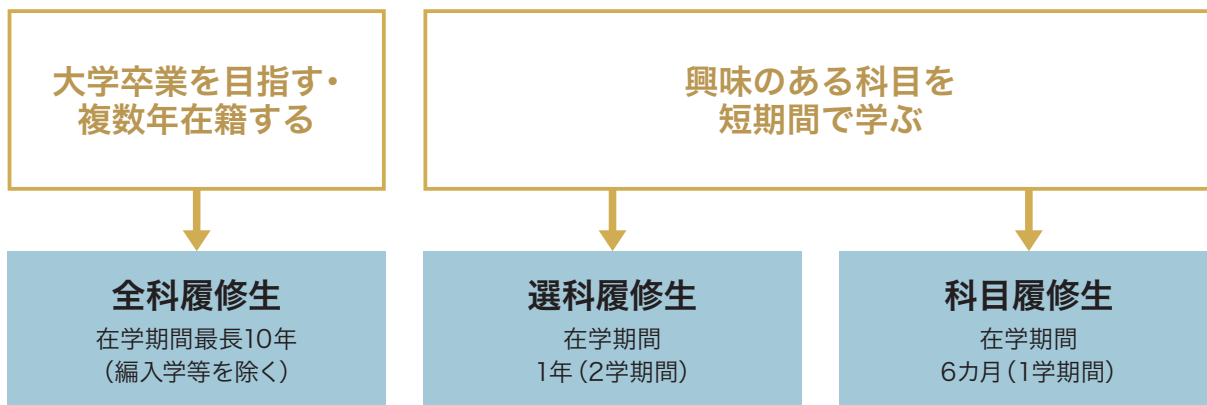 大学卒業を目指す・
複数年在籍する
興味のある科目を
短期間で学ぶ
全科履修生
在学期間最長10年
（編入学等を除く）
選科履修生
在学期間
1年（2学期間）
科目履修生
在学期間
6カ月（1学期間）